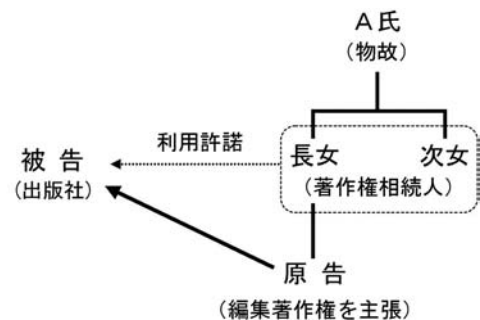 A氏
(物故)
利用許諾
被告
(出版社)
長女
次女
(著作権相続人)
原告
(編集著作権を主張)